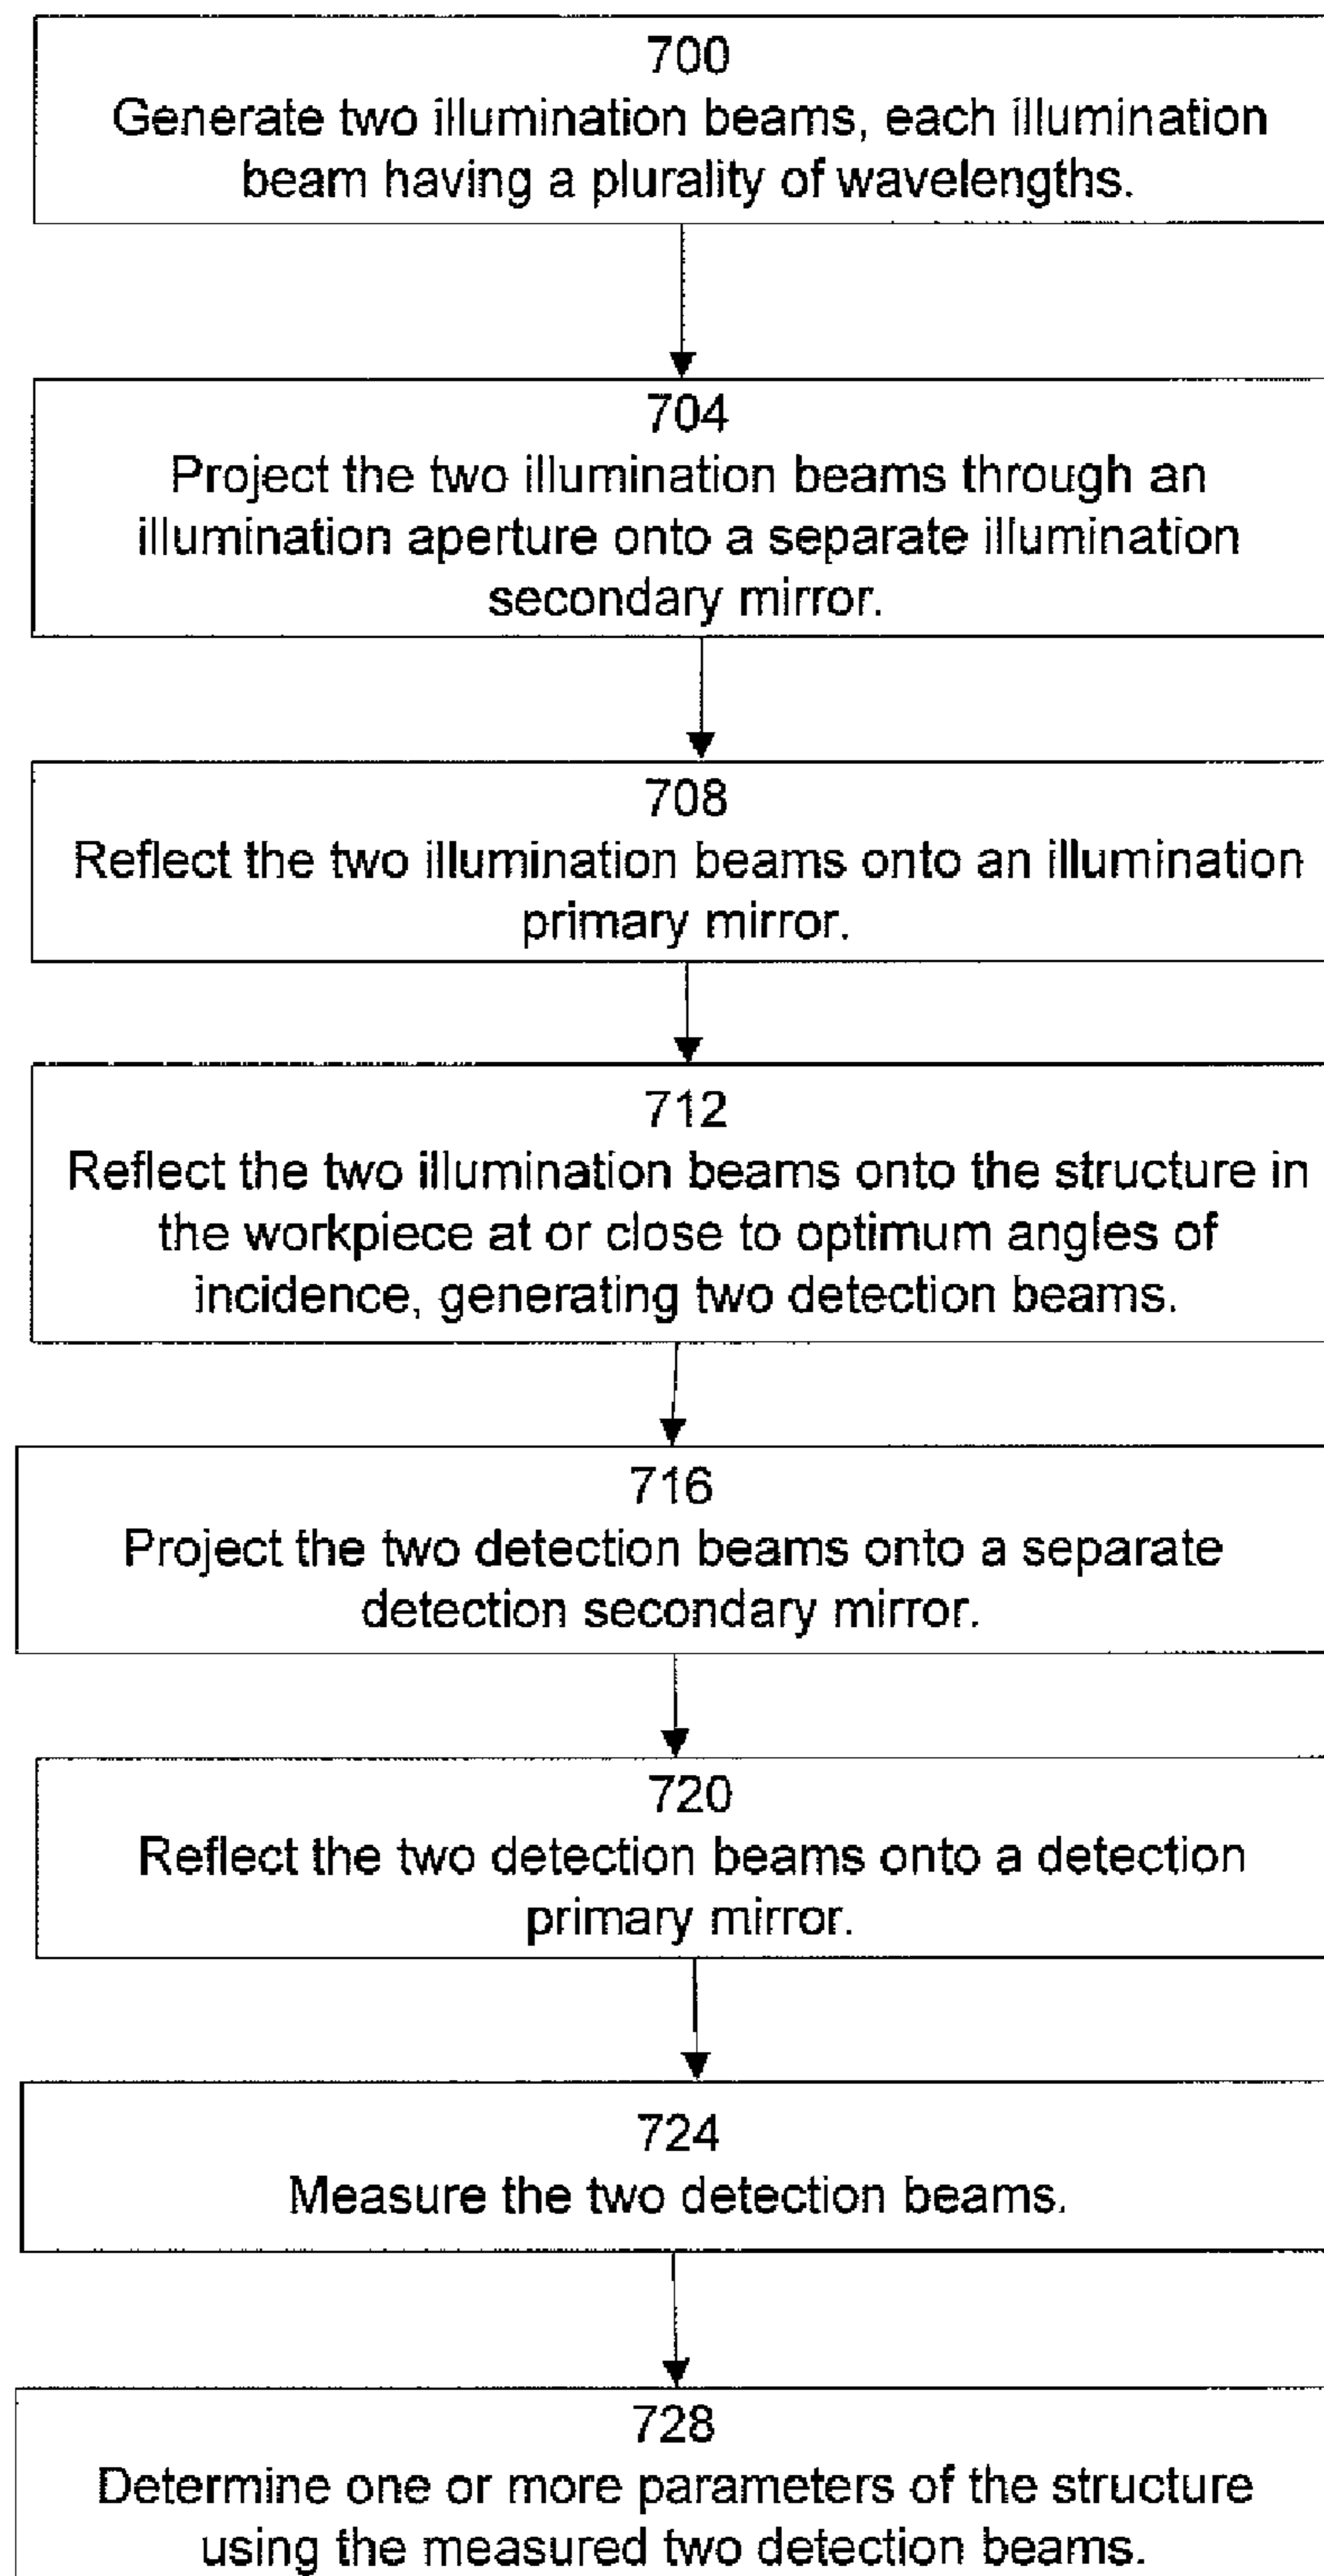 700
Generate two illumination beams, each illumination
beam having a plurality of wavelengths.
704
Project the two illumination beams through an
illumination aperture onto a separate illumination
secondary mirror.
708
Reflect the two illumination beams onto an illumination
primary mirror.
712
Reflect the two illumination beams onto the structure in
the workpiece at or close to optimum angles of
incidence, generating two detection beams.
716
Project the two detection beams onto a separate
detection secondary mirror.
720
Reflect the two detection beams onto a detection
primary mirror.
724
Measure the two detection beams.
728
Determine one or more parameters of the structure
using the measured two detection beams.